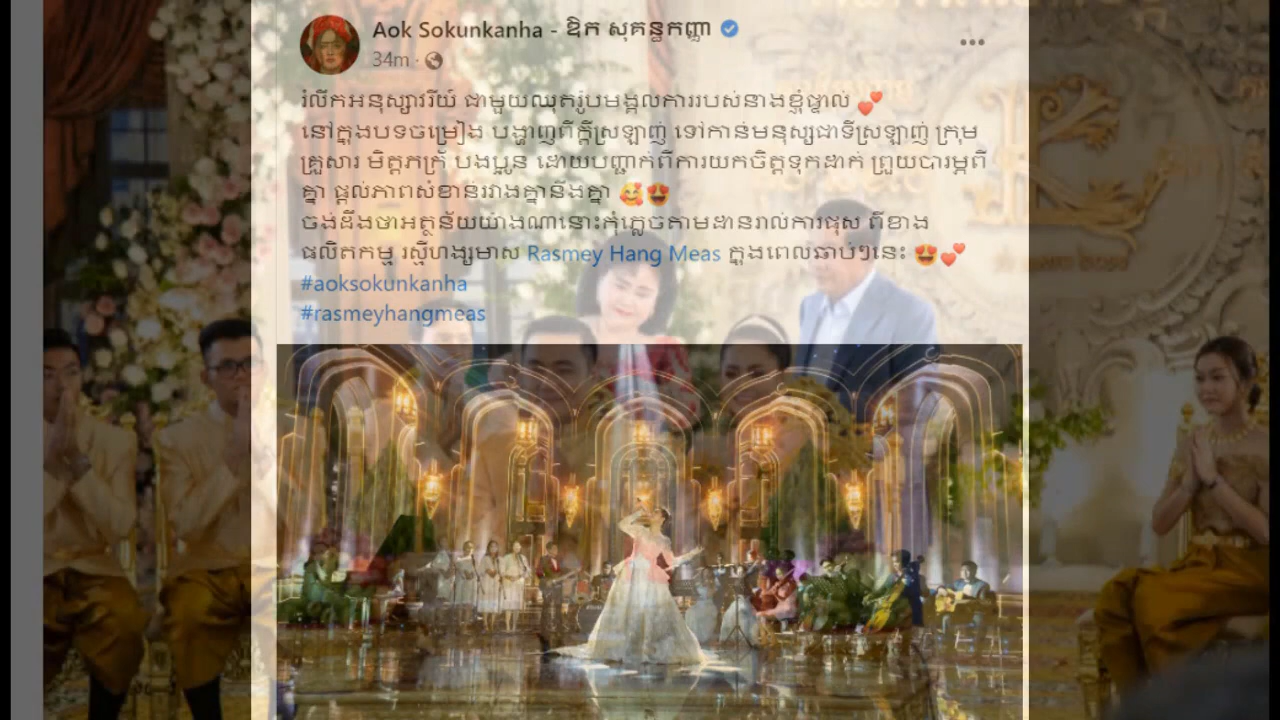 Aok Sokunkanha - ឱក សុគន្ធកញ្ញា
34m ·
រំលឹកអនុស្សាវរីយ៍ ជាមួយឈុតរ៉ូបមង្គលការរបស់នាងខ្ញុំផ្ទាល់ 💕
នៅក្នុងបទចម្រៀង បង្ហាញពីក្ដីស្រឡាញ់ ទៅកាន់មនុស្សជាទីស្រឡាញ់ ក្រុម
គ្រួសារ មិត្តភក្រ័ បងប្អូន ដោយបញ្ជាក់ពីការយកចិត្តទុកដាក់ ព្រួយបារម្ភពី
គ្នា ផ្ដល់ភាពសំខាន់រវាងគ្នានឹងគ្នា 🥰😍
ចង់ដឹងថាអត្ថន័យយ៉ាងណានោះកុំភ្លេចតាមដានរាល់ការផុស ពីខាង
ផលិតកម្ម រស្មីហង្សមាស Rasmey Hang Meas ក្នុងពេលឆាប់ៗនេះ 😍💕
#aoksokunkanha
#rasmeyhangmeas